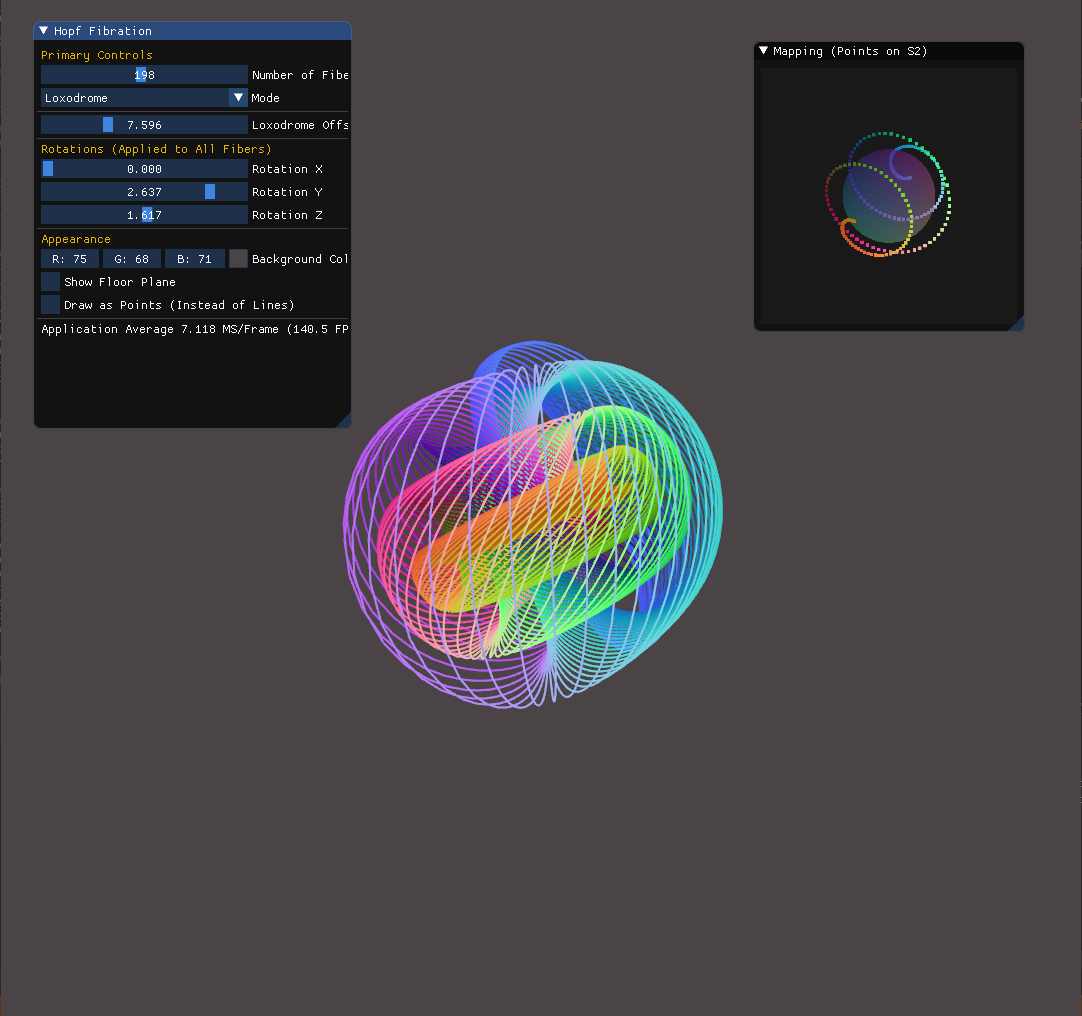 Hopf Fibration
Primary Controls
198 Number of Fibe
Loxodrome Mode
7.596 Loxodrome Offs
Rotations (Applied to All Fibers)
0.000 Rotation X
2.637 Rotation Y
1.617 Rotation Z
Appearance
R: 75 G: 68 B: 71 Background Col
Show Floor Plane
Draw as Points (Instead of Lines)
Application Average 7.118 MS/Frame (140.5 FP
Mapping (Points on S2)